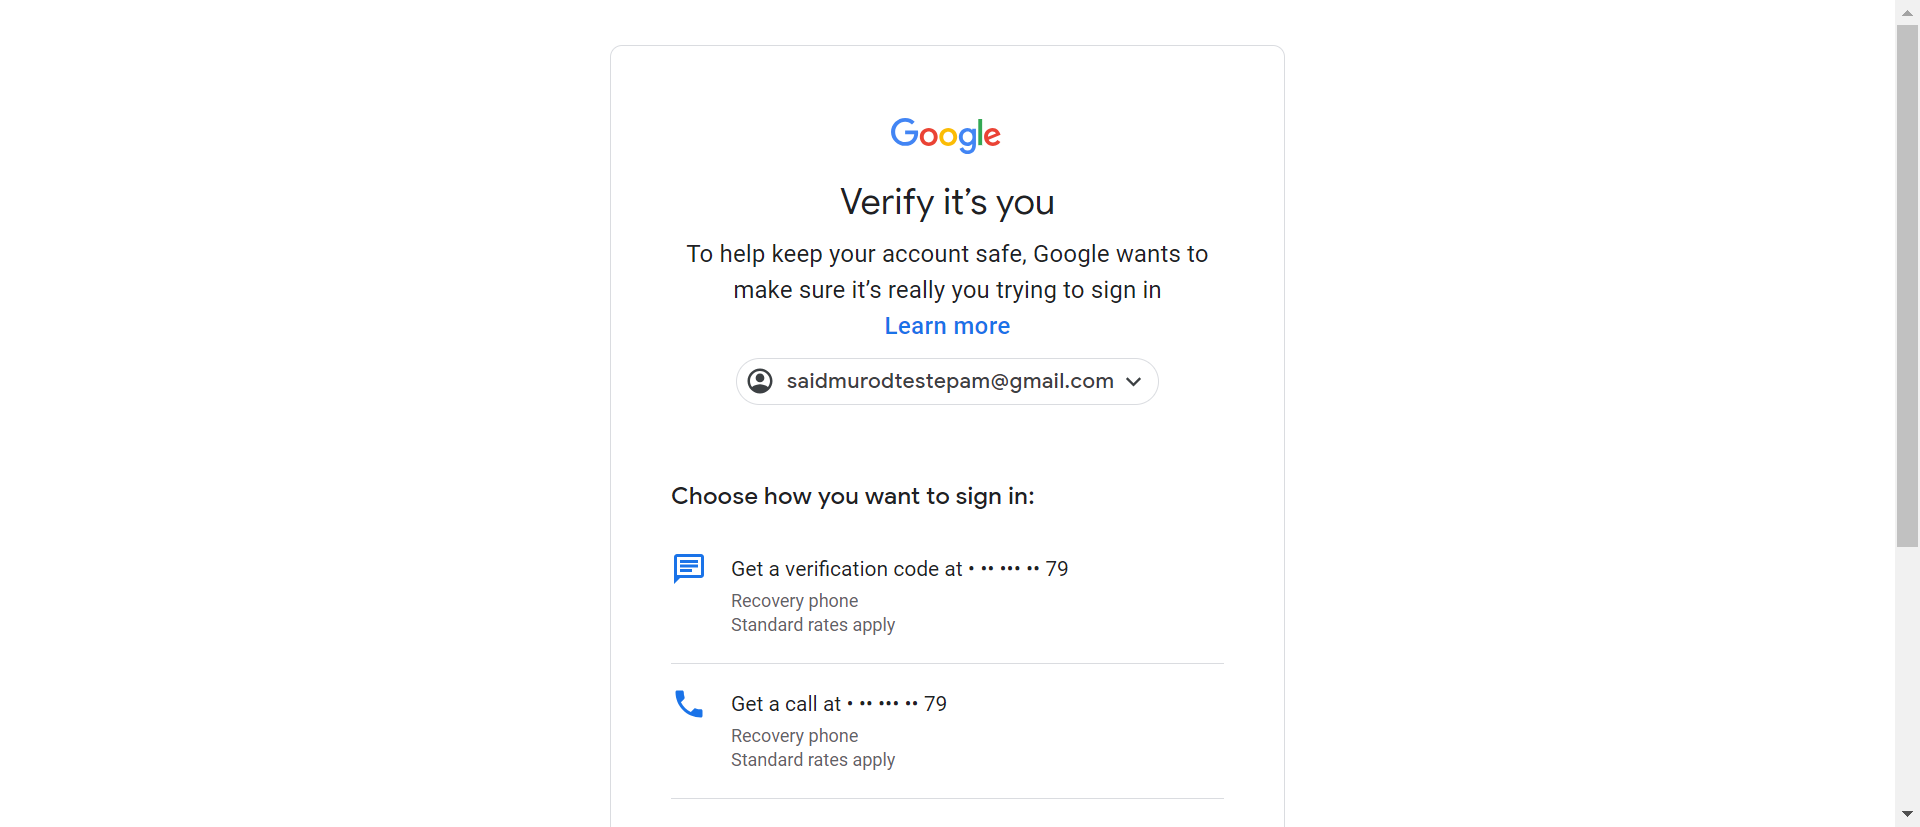 Google
Verify it’s you
To help keep your account safe, Google wants to
make sure it’s really you trying to sign in
Learn more
saidmurodtestepam@gmail.com
Choose how you want to sign in:
Get a verification code at • •• ••• •• 79
Recovery phone
Standard rates apply
Get a call at • •• ••• •• 79
Recovery phone
Standard rates apply